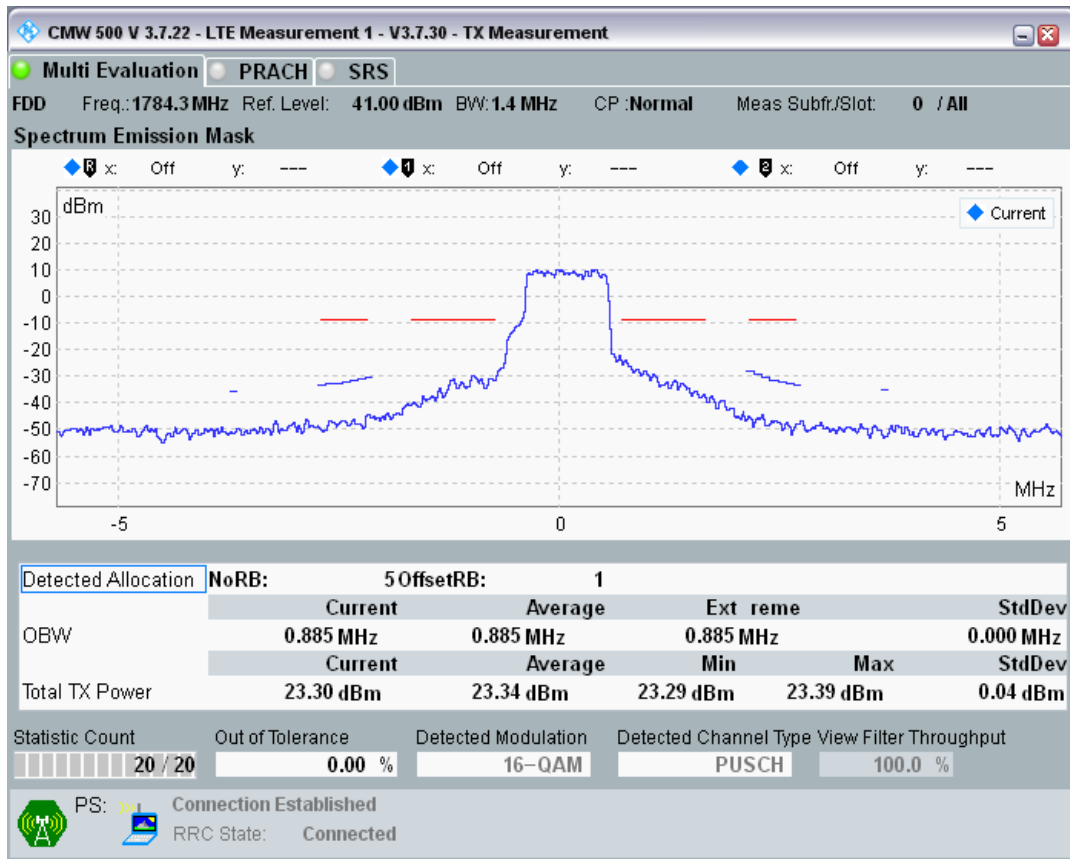 CMW 500 V 3.7.22 - LTE Measurement 1 - V3.7.30 - TX Measurement
Multi Evaluation PRACH SRS
FDD Freq.: 1784.3 MHz Ref. Level: 41.00 dBm BW: 1.4 MHz CP : Normal Meas Subfr./Slot: 0 / All
Spectrum Emission Mask
R x: Off y: --- 1 x: Off y: --- 2 x: Off y: ---
dBm
Current
30
20
10
0
-10
-20
-30
-40
-50
-60
-70
MHz
-5 0 5
Detected Allocation NoRB: 5 OffsetRB: 1
Current Average Ext reme StdDev
OBW 0.885 MHz 0.885 MHz 0.885 MHz 0.000 MHz
Current Average Min Max StdDev
Total TX Power 23.30 dBm 23.34 dBm 23.29 dBm 23.39 dBm 0.04 dBm
Statistic Count Out of Tolerance Detected Modulation Detected Channel Type View Filter Throughput
20 / 20 0.00 % 16-QAM PUSCH 100.0 %
PS: Connection Established
RRC State: Connected